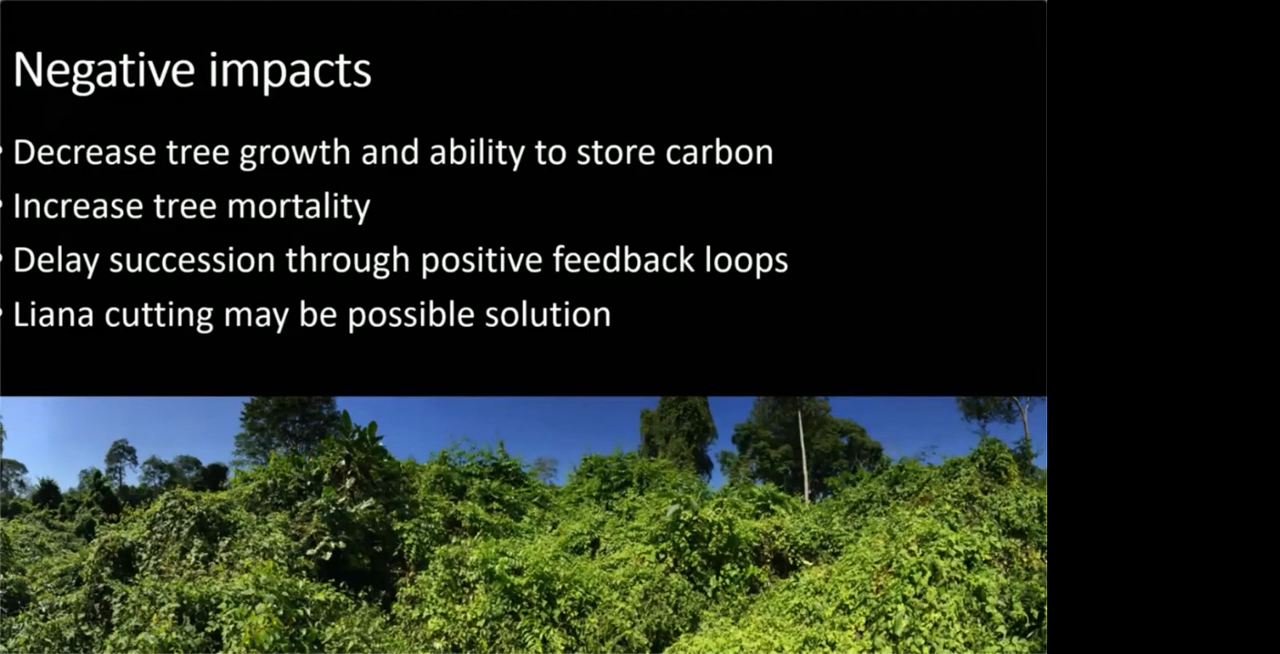 Negative impacts
• Decrease tree growth and ability to store carbon
• Increase tree mortality
• Delay succession through positive feedback loops
• Liana cutting may be possible solution